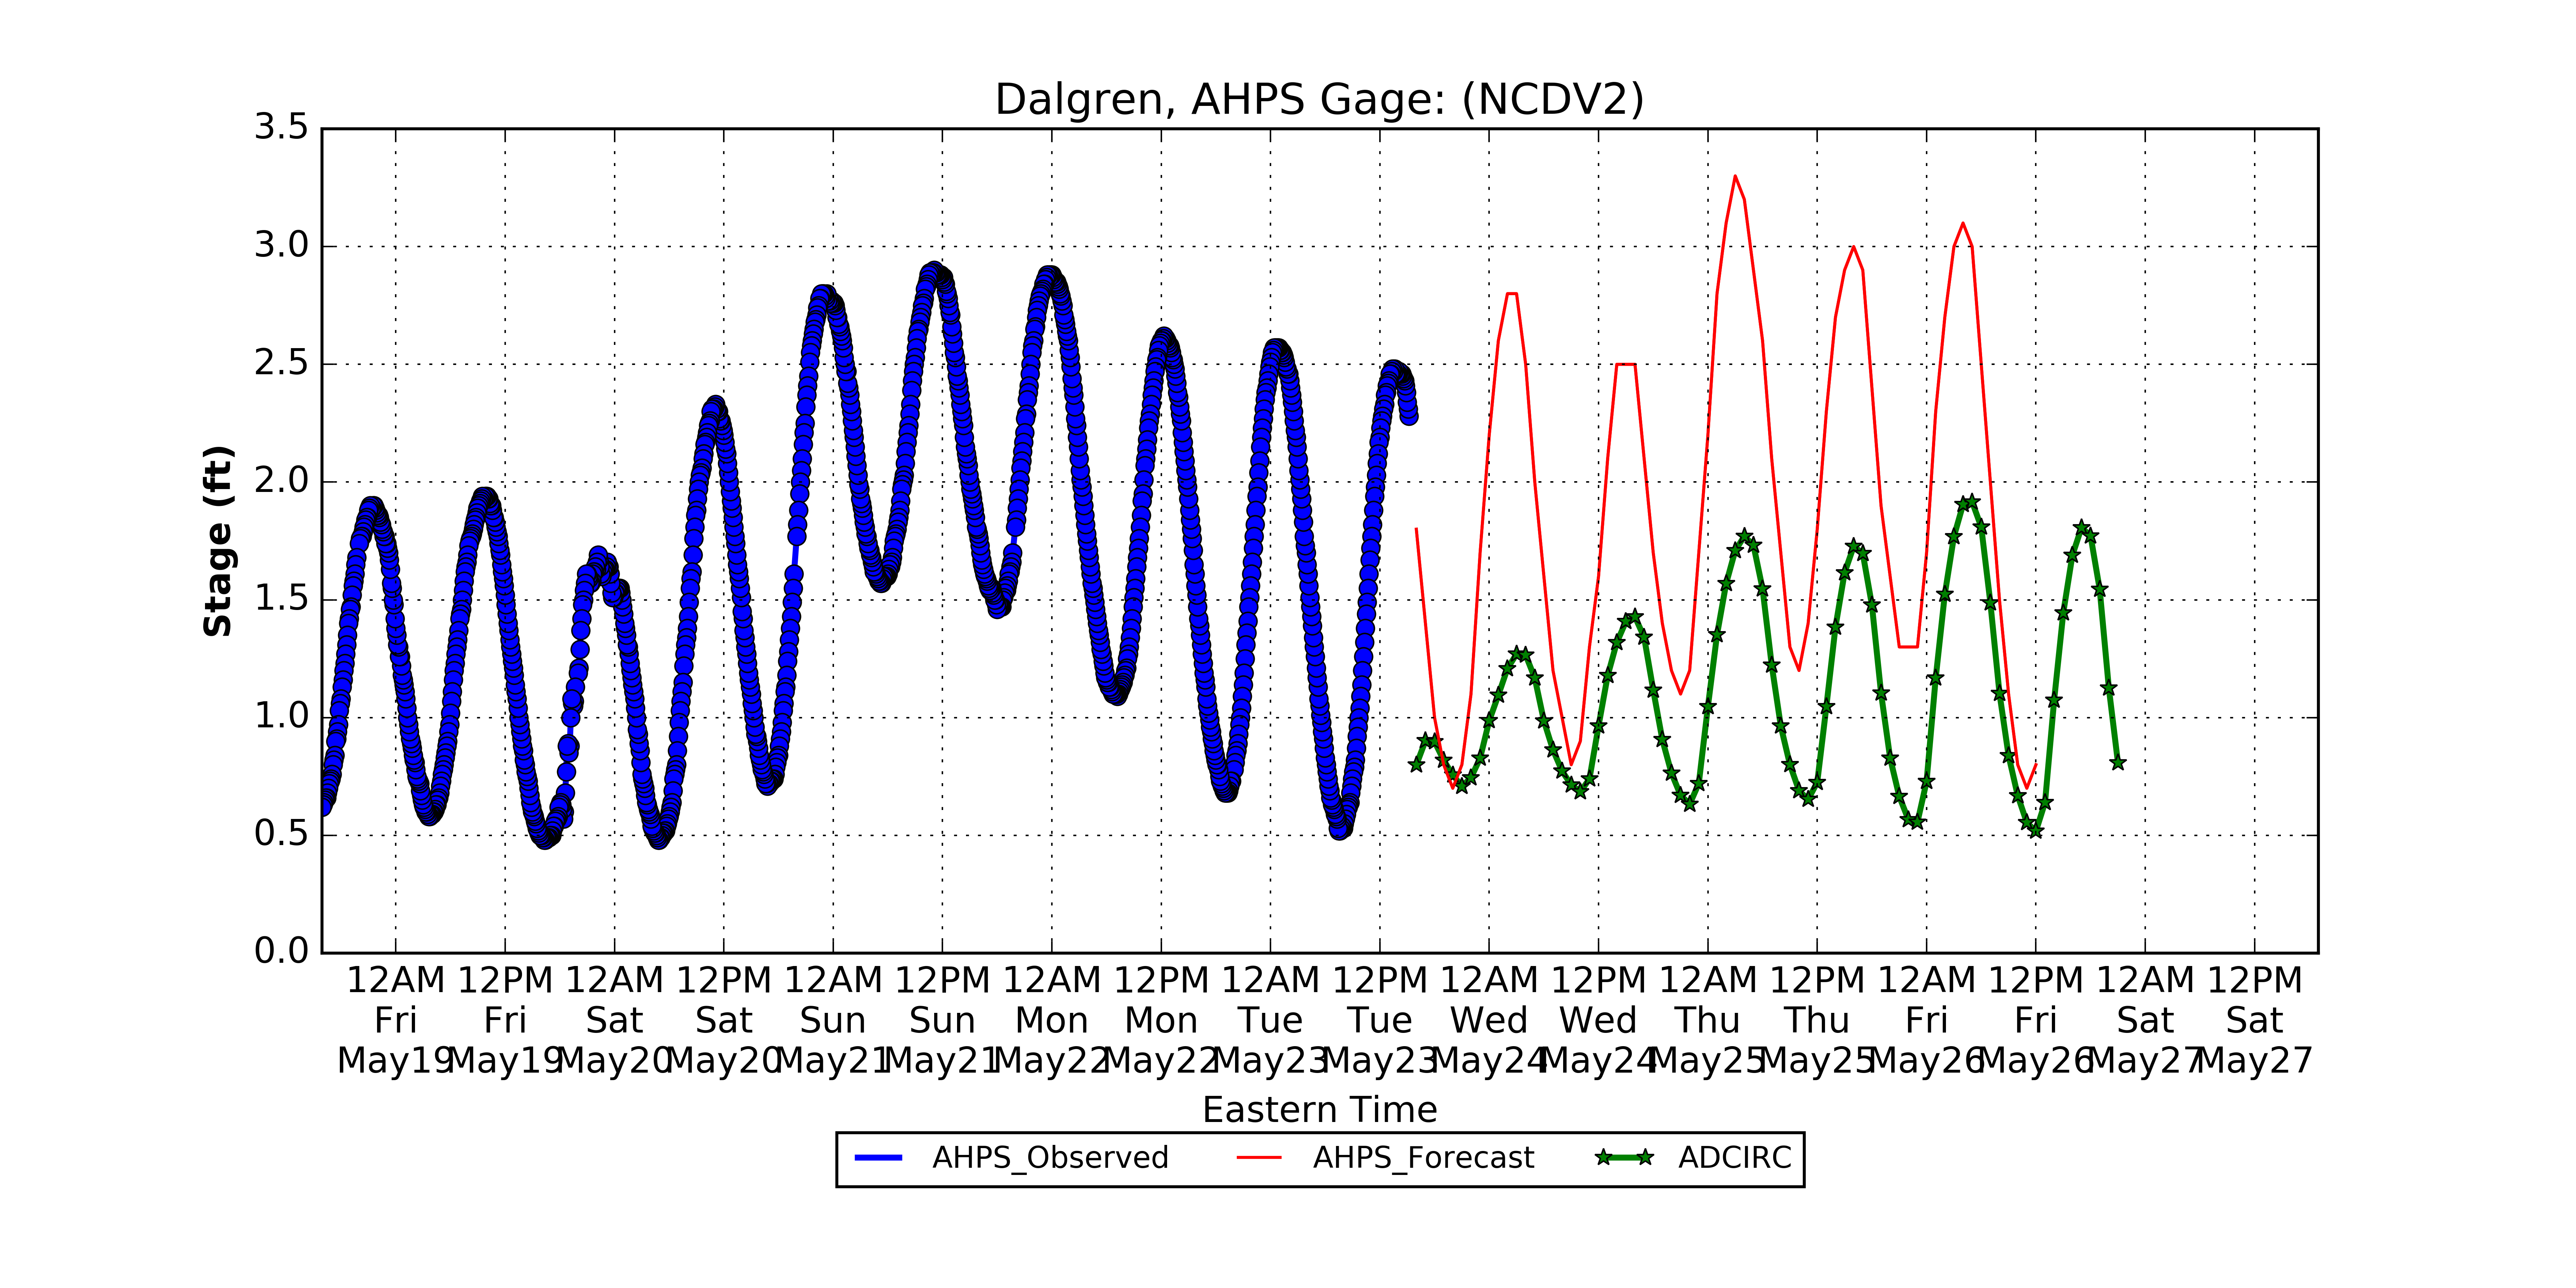 Dalgren, AHPS Gage: (NCDV2)
Stage (ft)
3.5
3.0
2.5
2.0
1.5
1.0
0.5
0.0
12AM 12PM 12AM 12PM 12AM 12PM 12AM 12PM 12AM 12PM 12AM 12PM 12AM 12PM 12AM 12PM 12AM 12PM
Fri Fri Sat Sat Sun Sun Mon Mon Tue Tue Wed Wed Thu Thu Fri Fri Sat Sat
May19 May19 May20 May20 May21 May21 May22 May22 May23 May23 May24 May24 May25 May25 May26 May26 May27 May27
Eastern Time
AHPS_Observed AHPS_Forecast ADCIRC